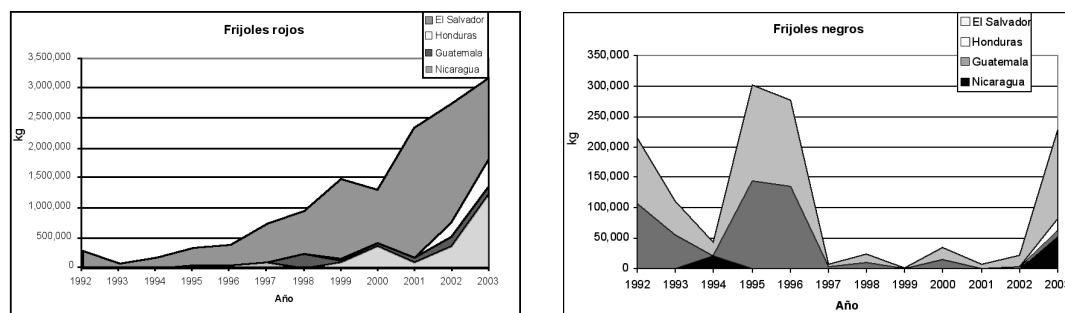 Frijoles rojos
El Salvador
Honduras
Guatemala
Nicaragua
3,500,000
3,000,000
2,500,000
2,000,000
1,500,000
1,000,000
500,000
0
kg
1992 1993 1994 1995 1996 1997 1998 1999 2000 2001 2002 2003
Año
Frijoles negros
El Salvador
Honduras
Guatemala
Nicaragua
350,000
300,000
250,000
200,000
150,000
100,000
50,000
0
kg
1992 1993 1994 1995 1996 1997 1998 1999 2000 2001 2002 2003
Año